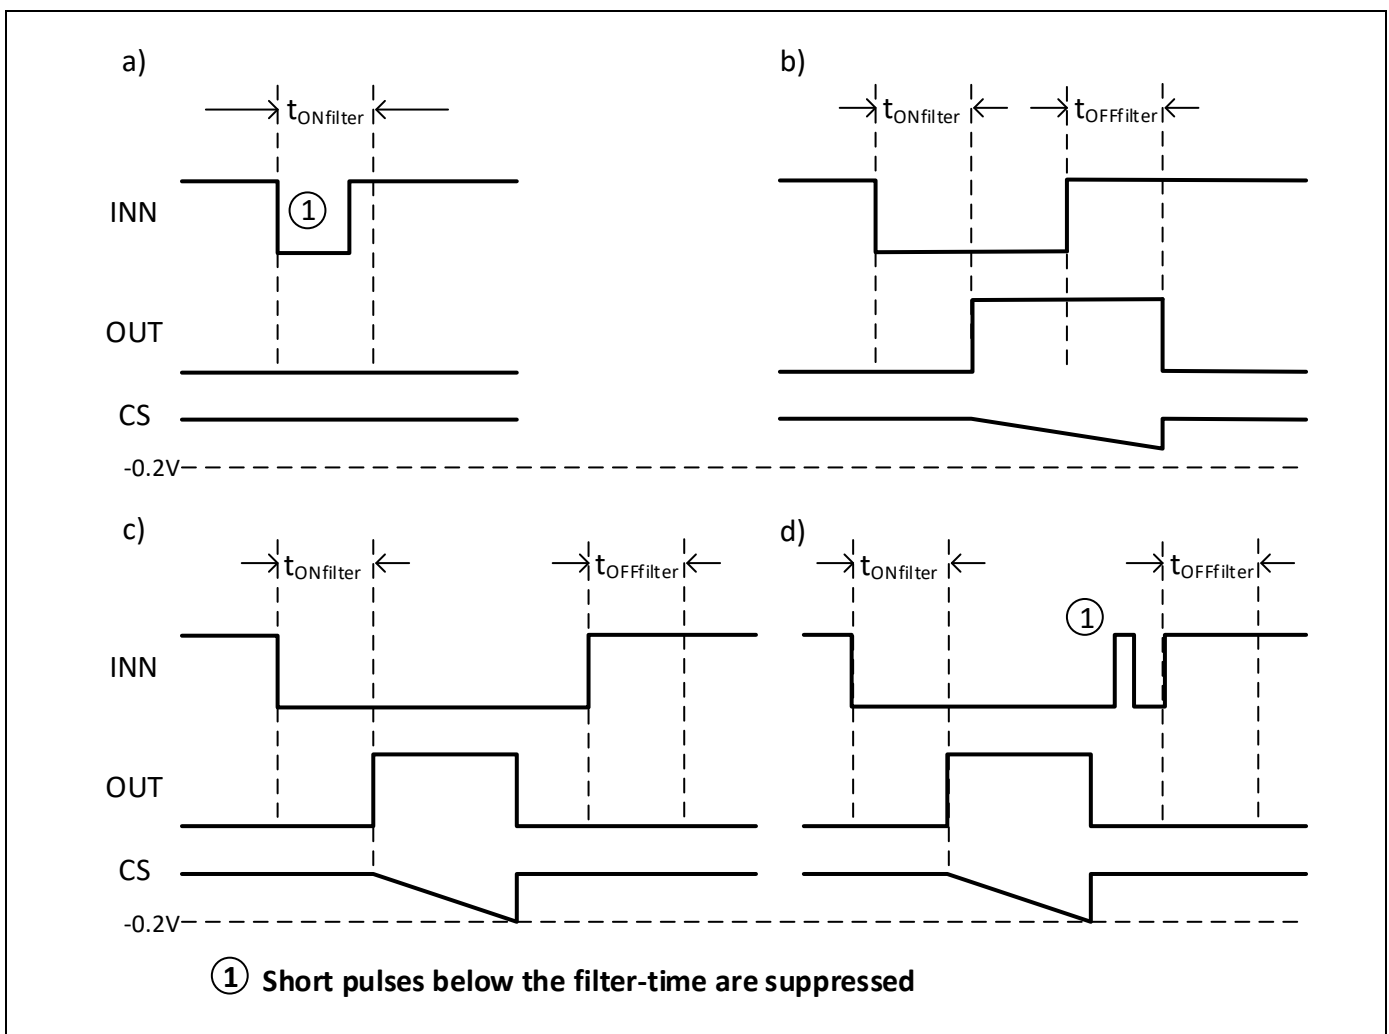 a) b)
tONfilter tONfilter tOFFfilter
INN 1
OUT
CS
-0.2V
c) d)
tONfilter tOFFfilter tONfilter tOFFfilter
1
INN
OUT
CS
-0.2V
1 Short pulses below the filter-time are suppressed